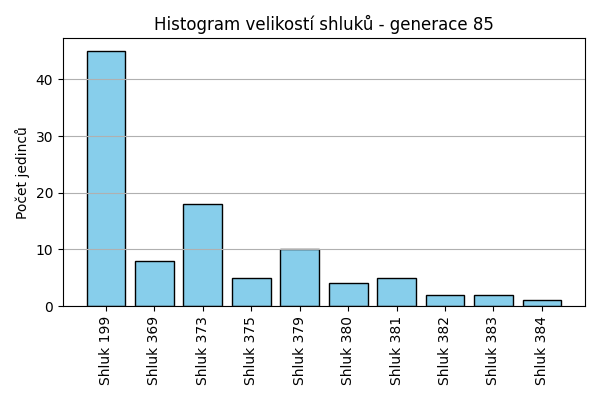 Histogram velikostí shluků - generace 85
Počet jedinců
40
30
20
10
0
Shluk 199
Shluk 369
Shluk 373
Shluk 375
Shluk 379
Shluk 380
Shluk 381
Shluk 382
Shluk 383
Shluk 384